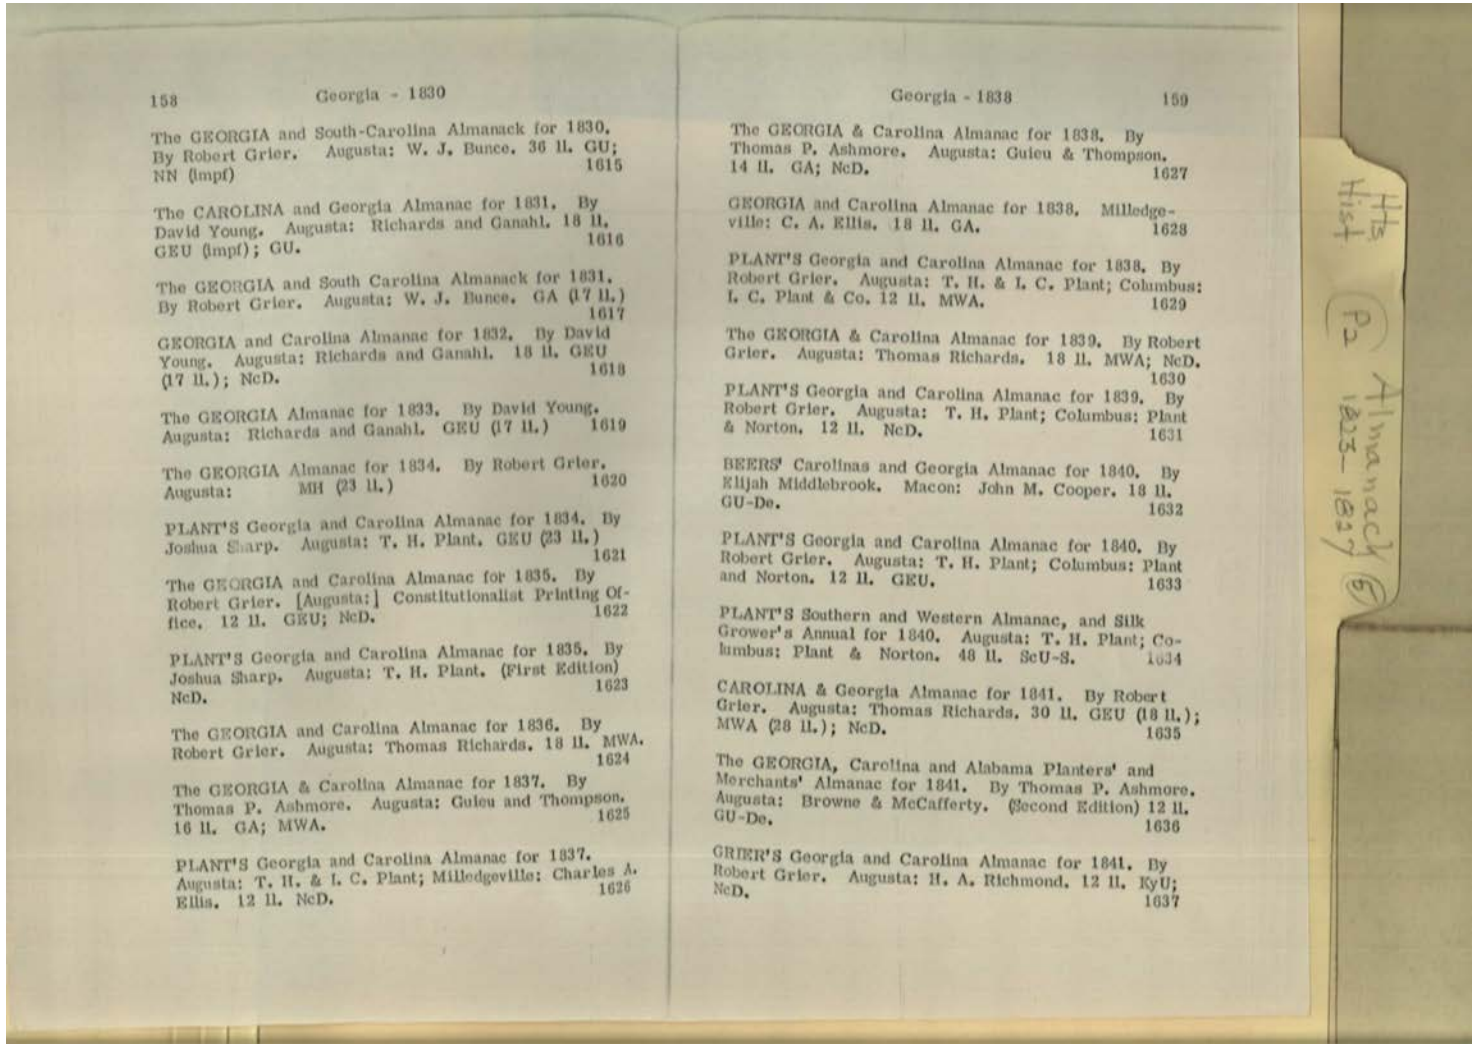 158 Georgia - 1830
The GEORGIA and South-Carolina Almanack for 1830.
By Robert Grier. Augusta: W. J. Bunce. 36 ll. GU;
NN (impf) 1615
The CAROLINA and Georgia Almanac for 1831. By
David Young. Augusta: Richards and Ganahl. 18 ll.
GEU (impf); GU. 1616
The GEORGIA and South Carolina Almanack for 1831.
By Robert Grier. Augusta: W. J. Bunce. GA (17 ll.)
1617
GEORGIA and Carolina Almanac for 1832. By David
Young. Augusta: Richards and Ganahl. 18 ll. GEU
(17 ll.); NcD. 1618
The GEORGIA Almanac for 1833. By David Young.
Augusta: Richards and Ganahl. GEU (17 ll.) 1619
The GEORGIA Almanac for 1834. By Robert Grier.
Augusta: MH (23 ll.) 1620
PLANT'S Georgia and Carolina Almanac for 1834. By
Joshua Sharp. Augusta: T. H. Plant. GEU (23 ll.)
1621
The GEORGIA and Carolina Almanac for 1835. By
Robert Grier. [Augusta:] Constitutionalist Printing Of-
fice. 12 ll. GEU; NcD. 1622
PLANT'S Georgia and Carolina Almanac for 1835. By
Joshua Sharp. Augusta: T. H. Plant. (First Edition)
NcD. 1623
The GEORGIA and Carolina Almanac for 1836. By
Robert Grier. Augusta: Thomas Richards. 18 ll. MWA.
1624
The GEORGIA & Carolina Almanac for 1837. By
Thomas P. Ashmore. Augusta: Guieu and Thompson.
16 ll. GA; MWA. 1625
PLANT'S Georgia and Carolina Almanac for 1837.
Augusta: T. H. & I. C. Plant; Milledgeville: Charles A.
Ellis. 12 ll. NcD. 1626
Georgia - 1838 159
The GEORGIA & Carolina Almanac for 1838. By
Thomas P. Ashmore. Augusta: Guieu & Thompson.
14 ll. GA; NcD. 1627
GEORGIA and Carolina Almanac for 1838. Milledge-
ville: C. A. Ellis. 18 ll. GA. 1628
PLANT'S Georgia and Carolina Almanac for 1838. By
Robert Grier. Augusta: T. H. & I. C. Plant; Columbus:
I. C. Plant & Co. 12 ll. MWA. 1629
The GEORGIA & Carolina Almanac for 1839. By Robert
Grier. Augusta: Thomas Richards. 18 ll. MWA; NcD.
1630
PLANT'S Georgia and Carolina Almanac for 1839. By
Robert Grier. Augusta: T. H. Plant; Columbus: Plant
& Norton. 12 ll. NcD. 1631
BEERS' Carolinas and Georgia Almanac for 1840. By
Elijah Middlebrook. Macon: John M. Cooper. 18 ll.
GU-De. 1632
PLANT'S Georgia and Carolina Almanac for 1840. By
Robert Grier. Augusta: T. H. Plant; Columbus: Plant
and Norton. 12 ll. GEU. 1633
PLANT'S Southern and Western Almanac, and Silk
Grower's Annual for 1840. Augusta: T. H. Plant; Co-
lumbus: Plant & Norton. 48 ll. ScU-S. 1634
CAROLINA & Georgia Almanac for 1841. By Robert
Grier. Augusta: Thomas Richards. 30 ll. GEU (18 ll.);
MWA (28 ll.); NcD. 1635
The GEORGIA, Carolina and Alabama Planters' and
Merchants' Almanac for 1841. By Thomas P. Ashmore.
Augusta: Browne & McCafferty. (Second Edition) 12 ll.
GU-De. 1636
GRIER'S Georgia and Carolina Almanac for 1841. By
Robert Grier. Augusta: H. A. Richmond. 12 ll. KyU;
NcD. 1637
Hts Almanack 5
Hist P2 1823-1827